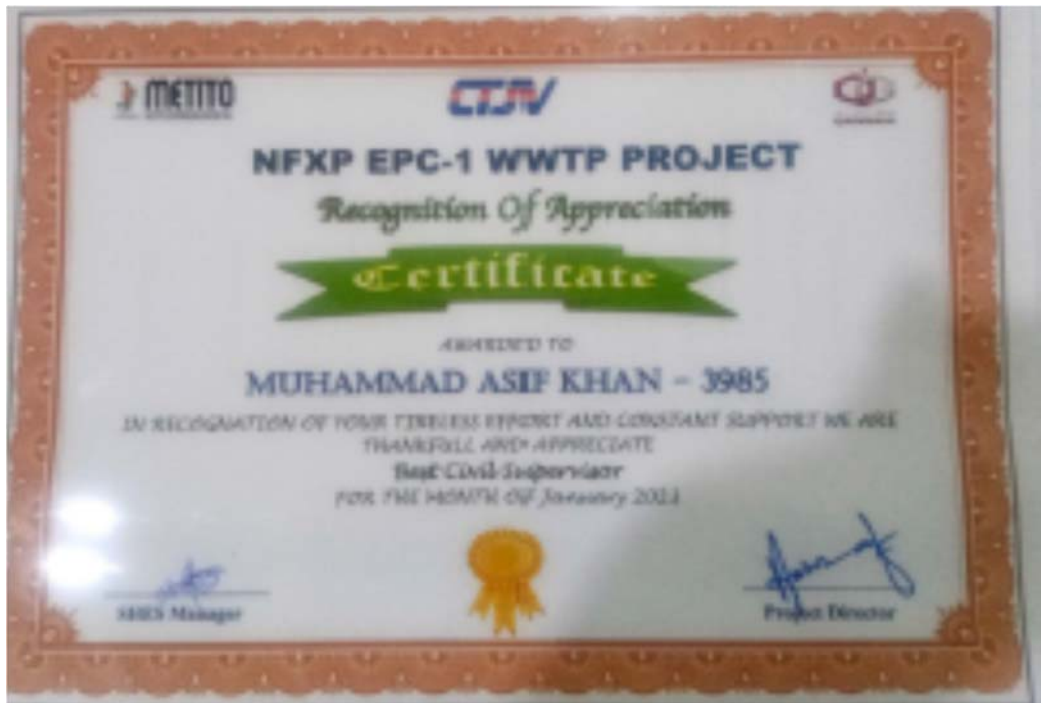 METITO
CTJV
NFXP EPC-1 WWTP PROJECT
Recognition Of Appreciation
Certificate
AWARDED TO
MUHAMMAD ASIF KHAN - 3985
IN RECOGNATION OF YOUR TIRELESS EFFORT AND CONSTANT SUPPORT WE ARE
THANKFULL AND APPRECIATE
Best Civil Supervisor
FOR THE MONTH OF January
SHES Manager
Project Director